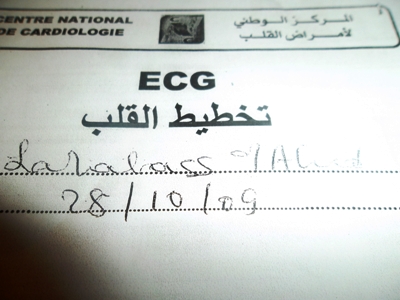 CENTRE NATIONAL
DE CARDIOLOGIE
المركز الوطني
لأمراض القلب
ECG
تخطيط القلب
28/10/09